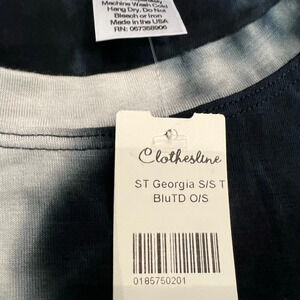 Machine Wash Cold
Hang Dry, Do Not
Bleach or Iron
Made in the USA
RN: 067358906
Clothesline
ST Georgia S/S T
BluTD O/S
0185750201